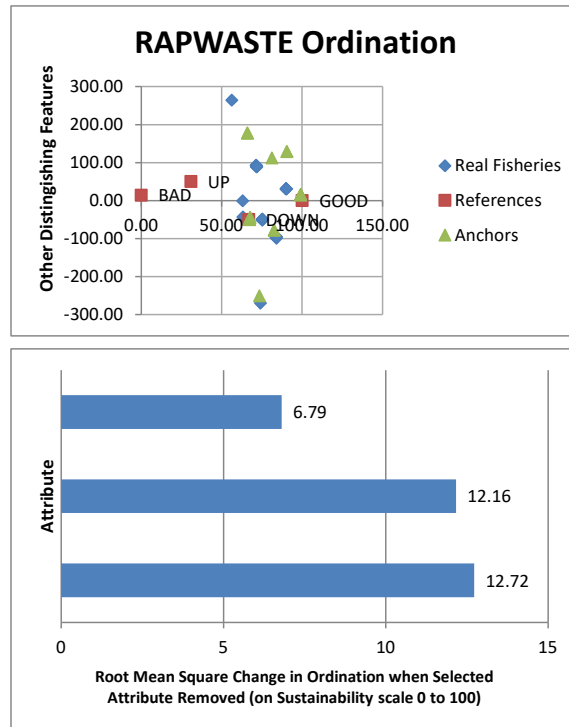 RAPWASTE Ordination
Other Distingishing Features
300.00
200.00
100.00
0.00
-100.00
-200.00
-300.00
0.00 50.00 100.00 150.00
BAD
UP
DOWN
GOOD
Real Fisheries
References
Anchors
Attribute
6.79
12.16
12.72
0 5 10 15
Root Mean Square Change in Ordination when Selected
Attribute Removed (on Sustainability scale 0 to 100)